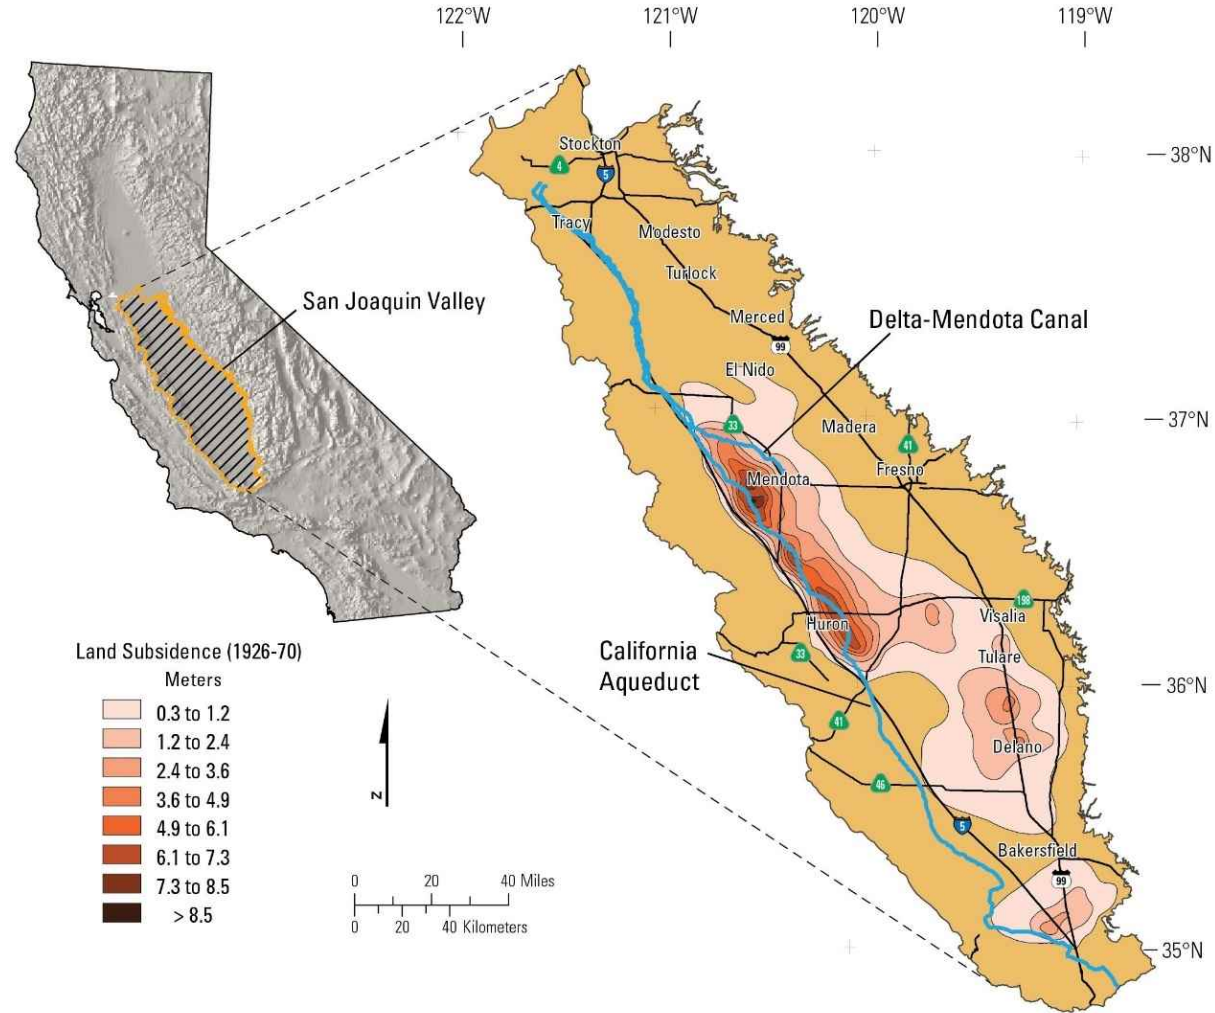 122°W
121°W
120°W
119°W
38°N
37°N
36°N
35°N
San Joaquin Valley
Stockton
4
5
Tracy
Modesto
Turlock
Merced
99
Delta-Mendota Canal
El Nido
33
Madera
41
Fresno
Mendota
198
Visalia
Huron
33
Tulare
California
Aqueduct
41
Delano
46
5
Bakersfield
99
Land Subsidence (1926-70)
Meters
0.3 to 1.2
1.2 to 2.4
2.4 to 3.6
3.6 to 4.9
4.9 to 6.1
6.1 to 7.3
7.3 to 8.5
> 8.5
N
0 20 40 Miles
0 20 40 Kilometers